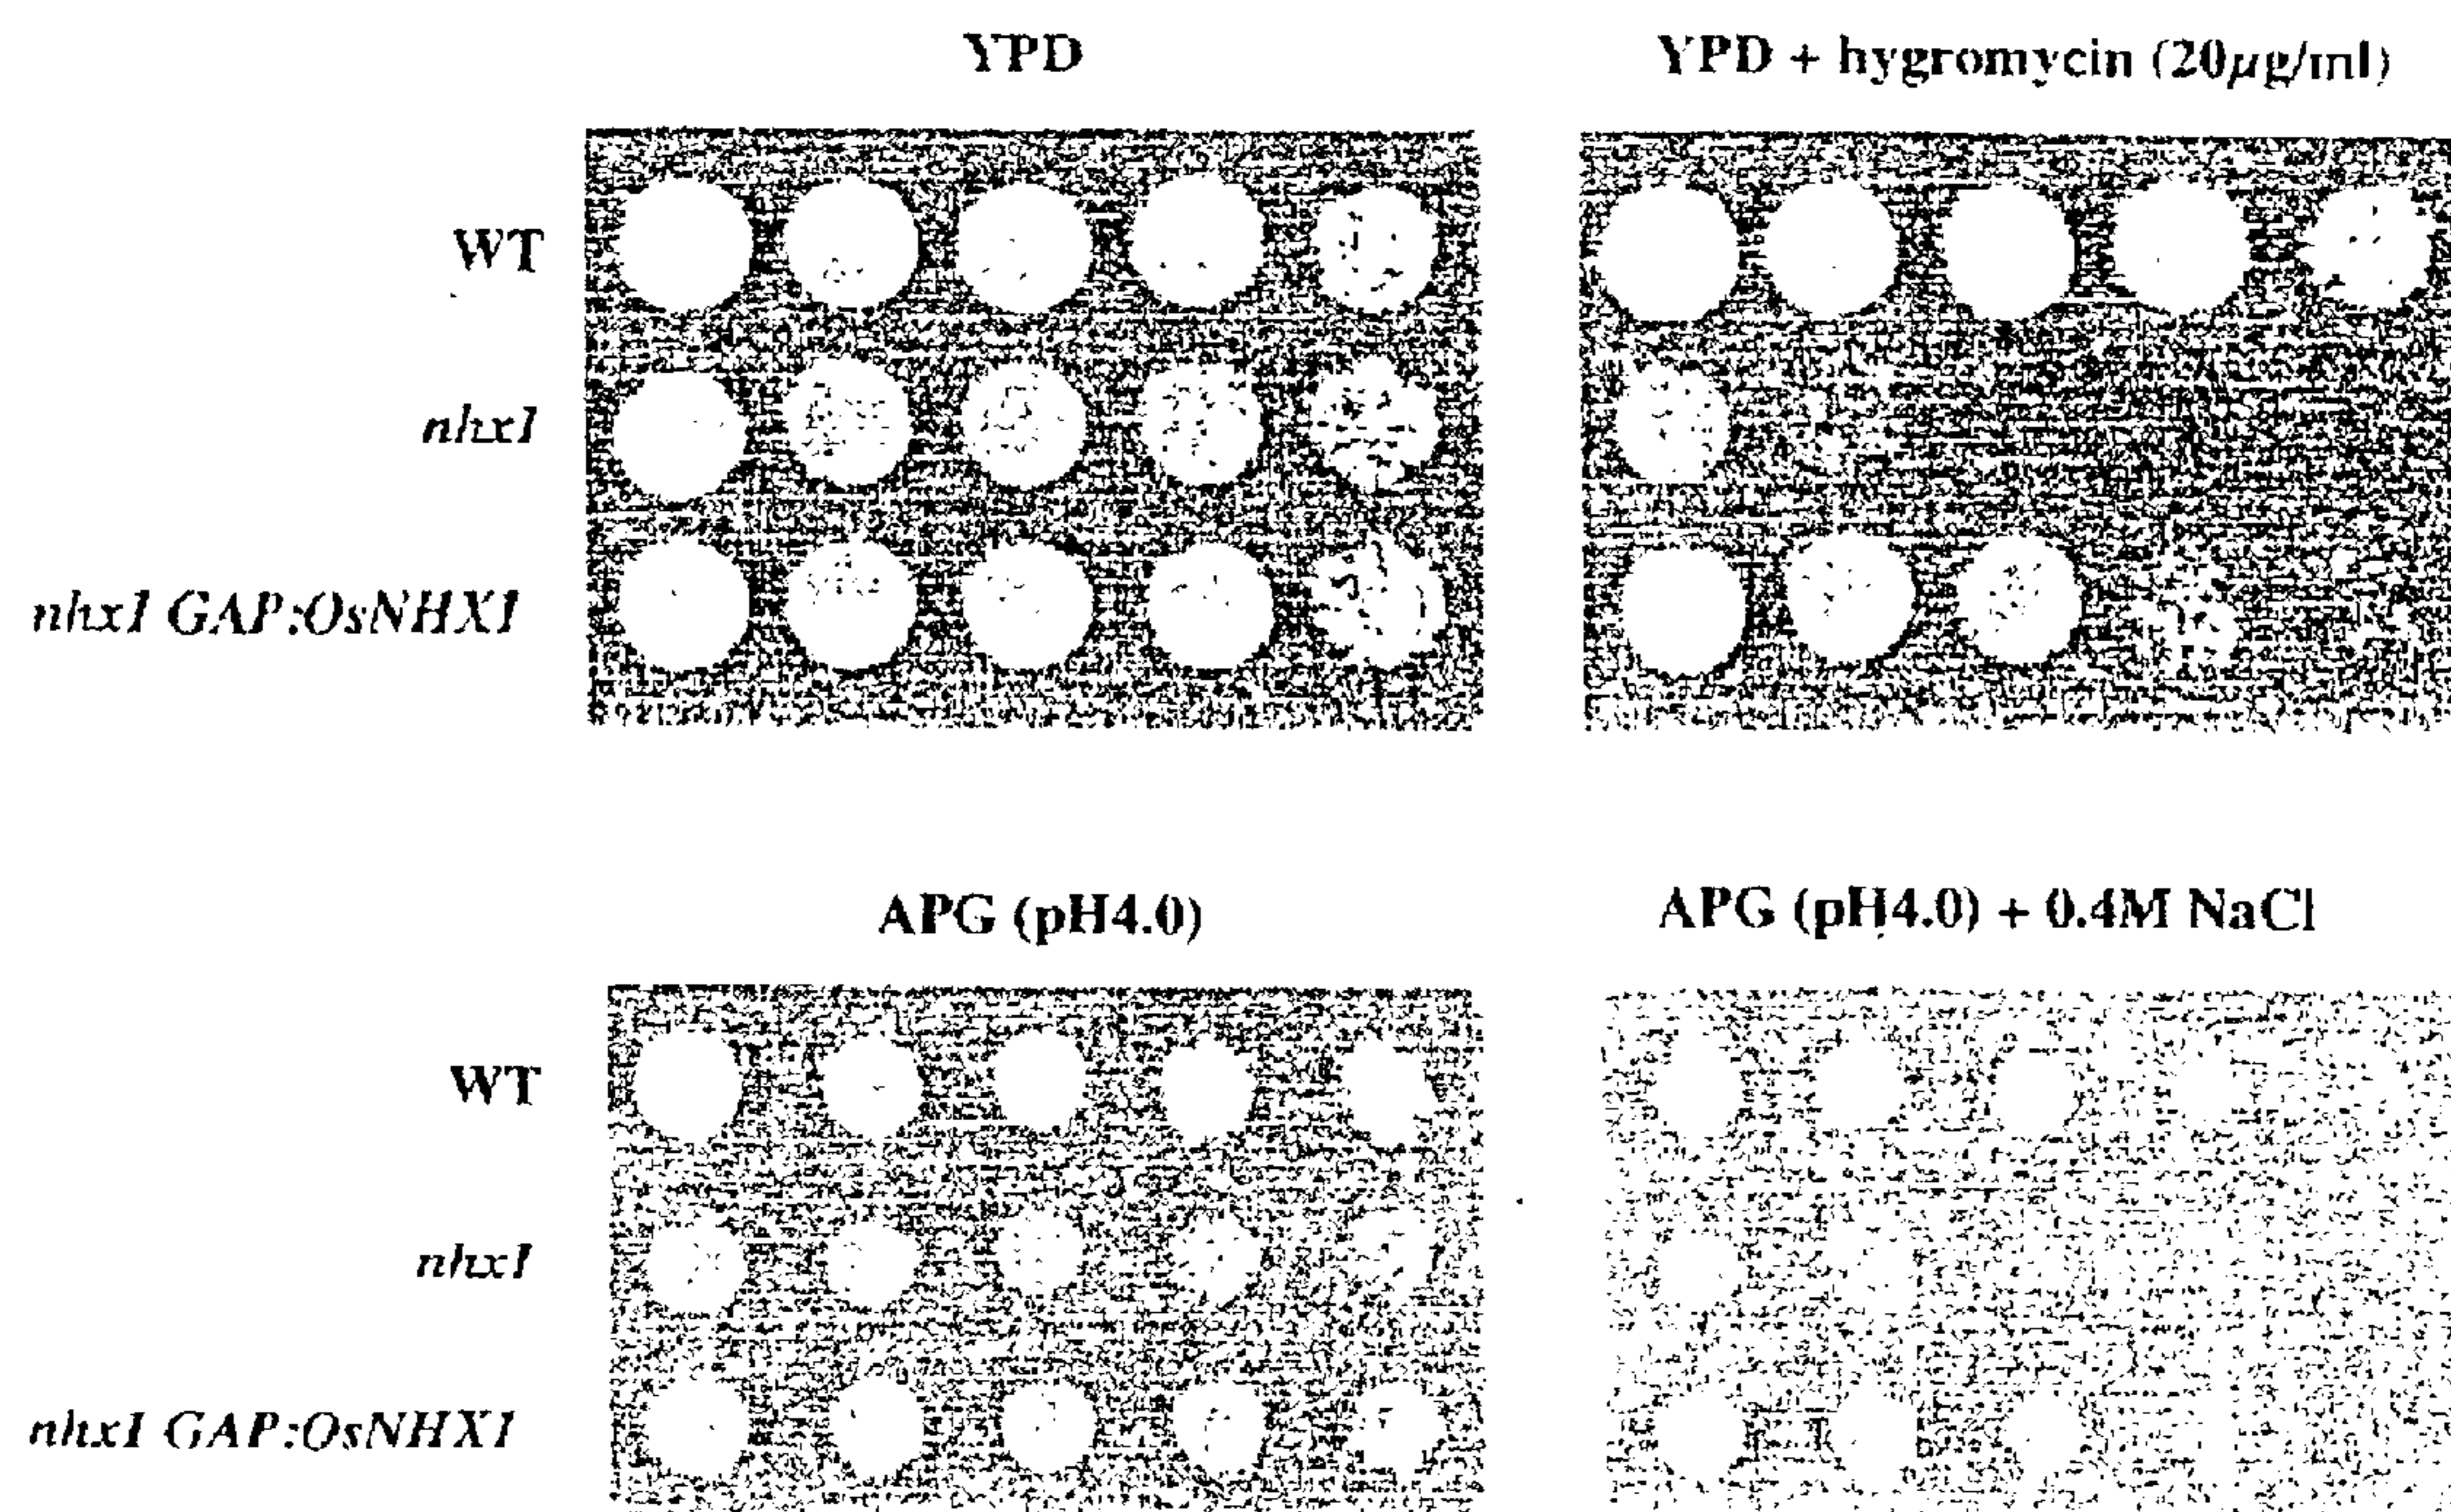 YPD
YPD + hygromycin (20μg/ml)
WT
nhx1
nhx1 GAP:OsNHX1
APG (pH4.0)
APG (pH4.0) + 0.4M NaCl
WT
nhx1
nhx1 GAP:OsNHX1